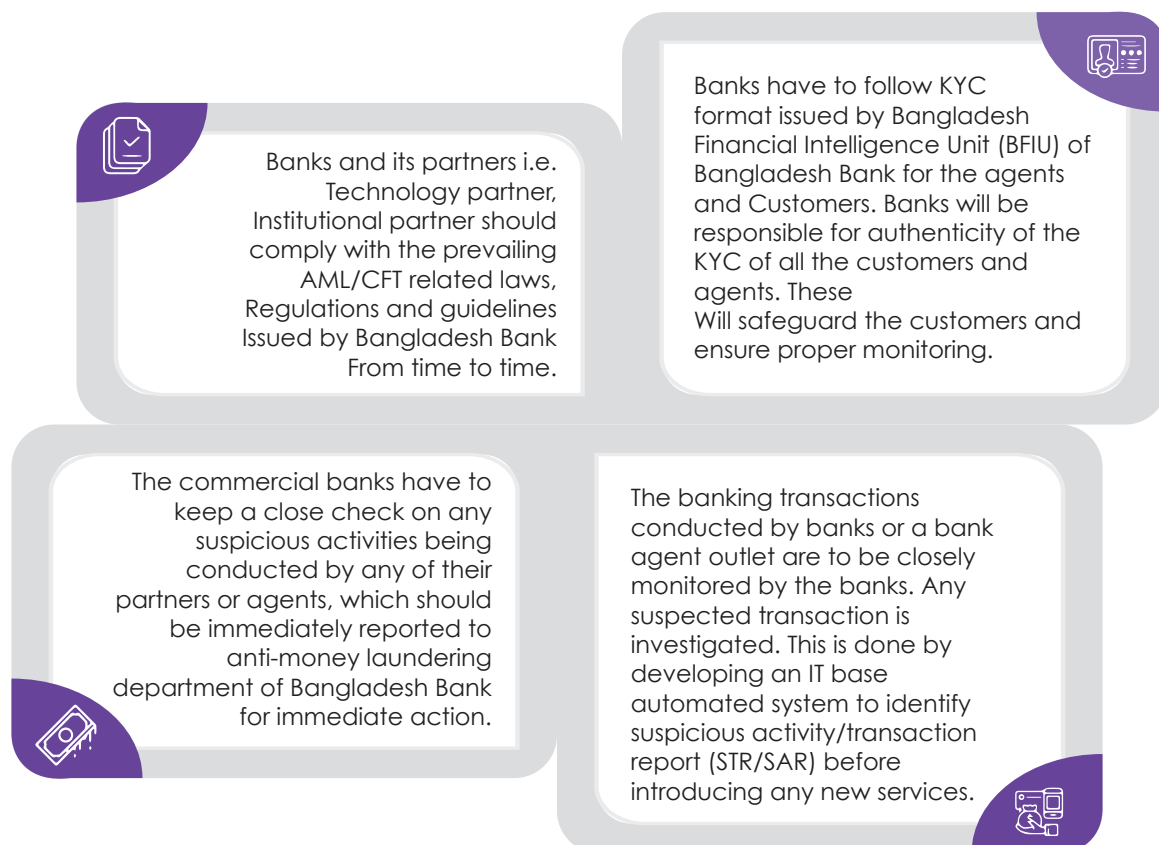 Banks and its partners i.e.
Technology partner,
Institutional partner should
comply with the prevailing
AML/CFT related laws,
Regulations and guidelines
Issued by Bangladesh Bank
From time to time.
Banks have to follow KYC
format issued by Bangladesh
Financial Intelligence Unit (BFIU) of
Bangladesh Bank for the agents
and Customers. Banks will be
responsible for authenticity of the
KYC of all the customers and
agents. These
Will safeguard the customers and
ensure proper monitoring.
The commercial banks have to
keep a close check on any
suspicious activities being
conducted by any of their
partners or agents, which should
be immediately reported to
anti-money laundering
department of Bangladesh Bank
for immediate action.
The banking transactions
conducted by banks or a bank
agent outlet are to be closely
monitored by the banks. Any
suspected transaction is
investigated. This is done by
developing an IT base
automated system to identify
suspicious activity/transaction
report (STR/SAR) before
introducing any new services.